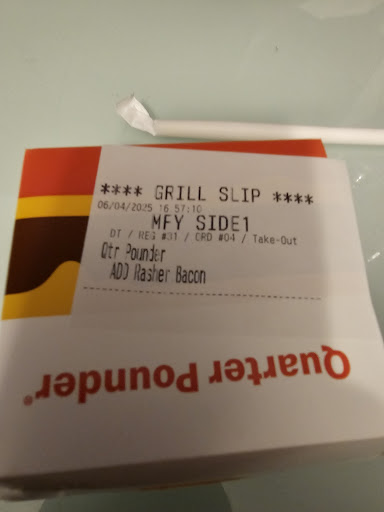 **** GRILL SLIP ****
06/04/2025 16:57:10
MFY SIDE1
DT / REG #31 / ORD #04 / Take-Out
Qtr Pounder
ADD Rasher Bacon
Quarter Pounder®